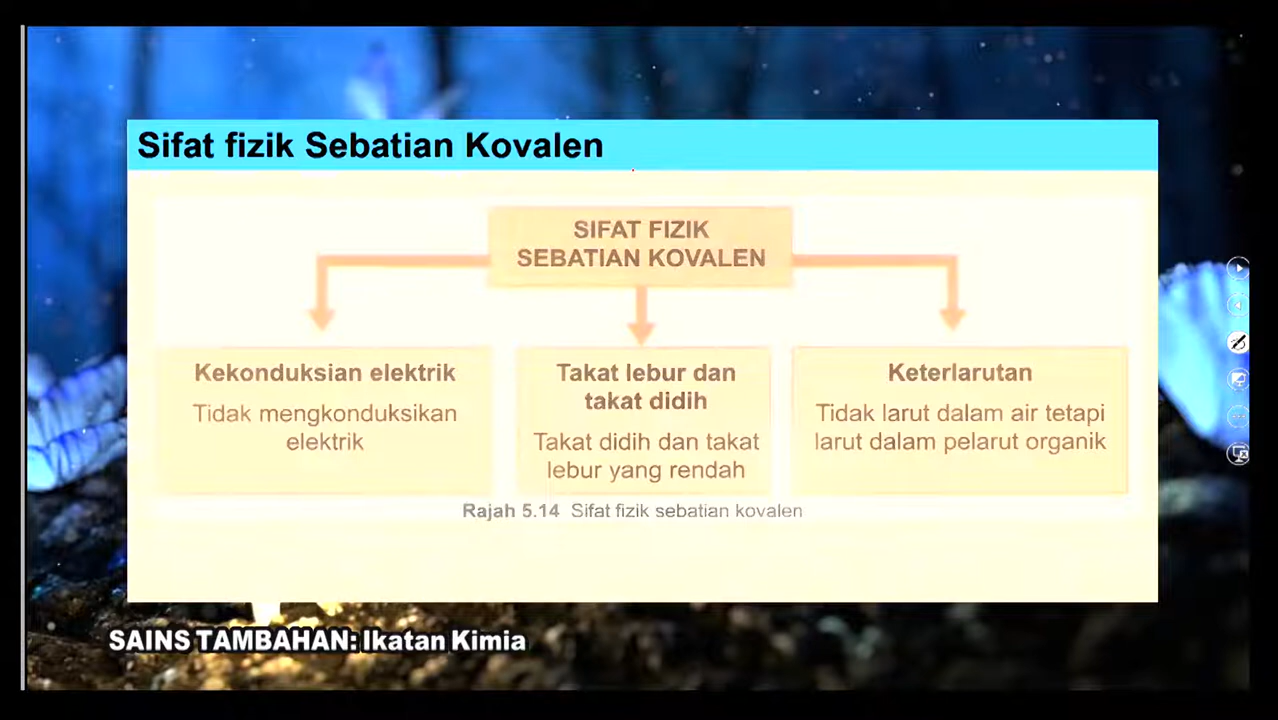 Sifat fizik Sebatian Kovalen
SIFAT FIZIK
SEBATIAN KOVALEN
Kekonduksian elektrik
Tidak mengkonduksikan
elektrik
Takat lebur dan
takat didih
Takat didih dan takat
lebur yang rendah
Keterlarutan
Tidak larut dalam air tetapi
larut dalam pelarut organik
Rajah 5.14 Sifat fizik sebatian kovalen
SAINS TAMBAHAN: Ikatan Kimia